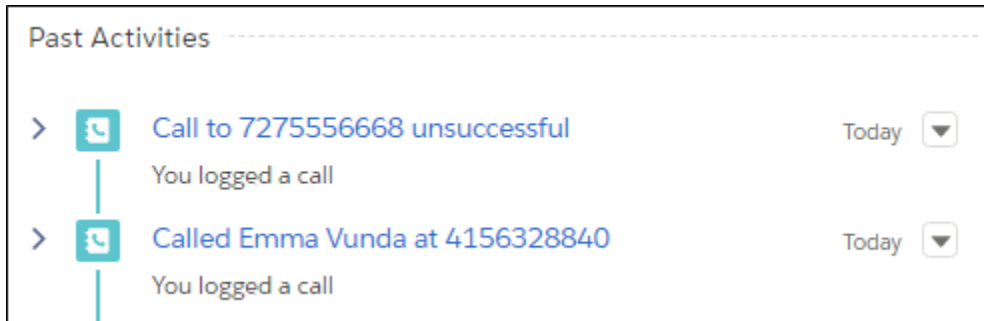 Past Activities
Call to 7275556668 unsuccessful
Today
You logged a call
Called Emma Vunda at 4156328840
Today
You logged a call